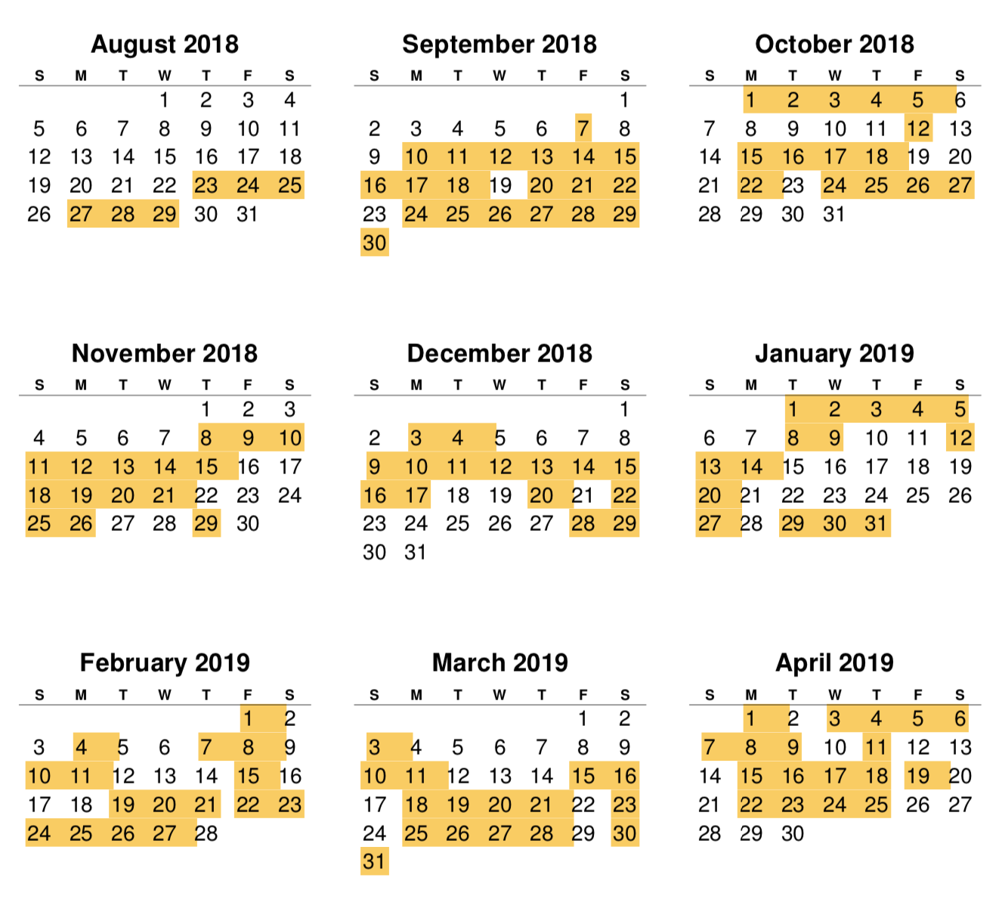 August 2018
S M T W T F S
1 2 3 4
5 6 7 8 9 10 11
12 13 14 15 16 17 18
19 20 21 22 23 24 25
26 27 28 29 30 31
September 2018
S M T W T F S
1
2 3 4 5 6 7 8
9 10 11 12 13 14 15
16 17 18 19 20 21 22
23 24 25 26 27 28 29
30
October 2018
S M T W T F S
1 2 3 4 5 6
7 8 9 10 11 12 13
14 15 16 17 18 19 20
21 22 23 24 25 26 27
28 29 30 31
November 2018
S M T W T F S
1 2 3
4 5 6 7 8 9 10
11 12 13 14 15 16 17
18 19 20 21 22 23 24
25 26 27 28 29 30
December 2018
S M T W T F S
1
2 3 4 5 6 7 8
9 10 11 12 13 14 15
16 17 18 19 20 21 22
23 24 25 26 27 28 29
30 31
January 2019
S M T W T F S
1 2 3 4 5
6 7 8 9 10 11 12
13 14 15 16 17 18 19
20 21 22 23 24 25 26
27 28 29 30 31
February 2019
S M T W T F S
1 2
3 4 5 6 7 8 9
10 11 12 13 14 15 16
17 18 19 20 21 22 23
24 25 26 27 28
March 2019
S M T W T F S
1 2
3 4 5 6 7 8 9
10 11 12 13 14 15 16
17 18 19 20 21 22 23
24 25 26 27 28 29 30
31
April 2019
S M T W T F S
1 2 3 4 5 6
7 8 9 10 11 12 13
14 15 16 17 18 19 20
21 22 23 24 25 26 27
28 29 30